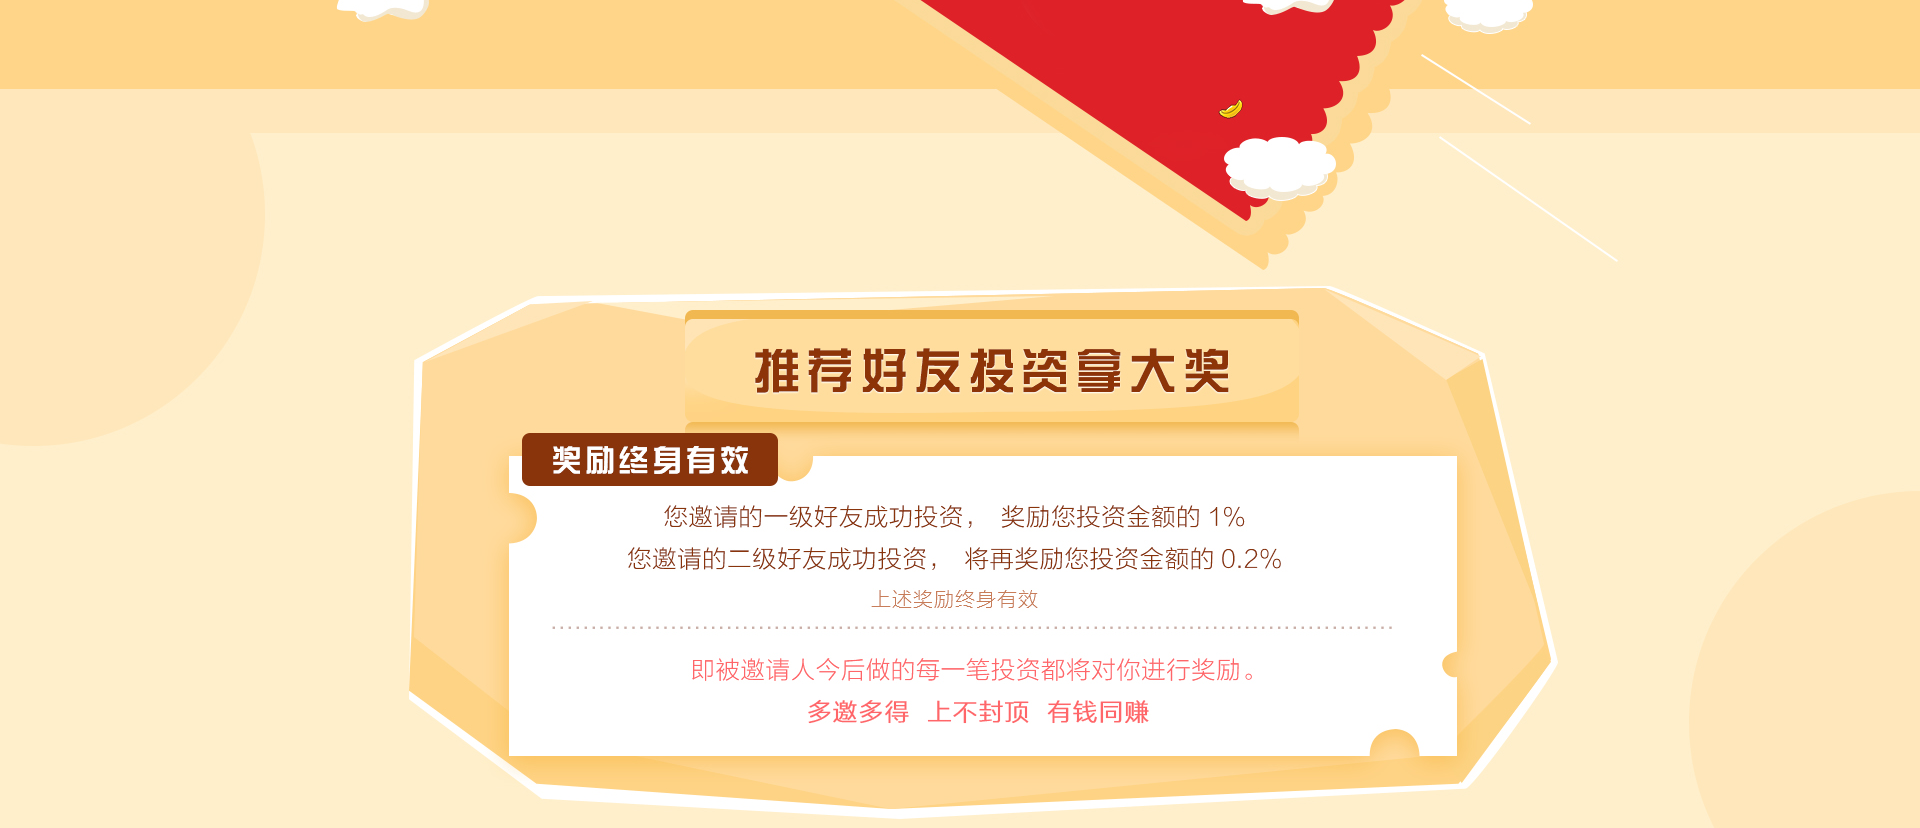 推荐好友投资拿大奖
奖励终身有效
您邀请的一级好友成功投资， 奖励您投资金额的 1%
您邀请的二级好友成功投资， 将再奖励您投资金额的 0.2%
上述奖励终身有效
即被邀请人今后做的每一笔投资都将对你进行奖励。
多邀多得 上不封顶 有钱同赚